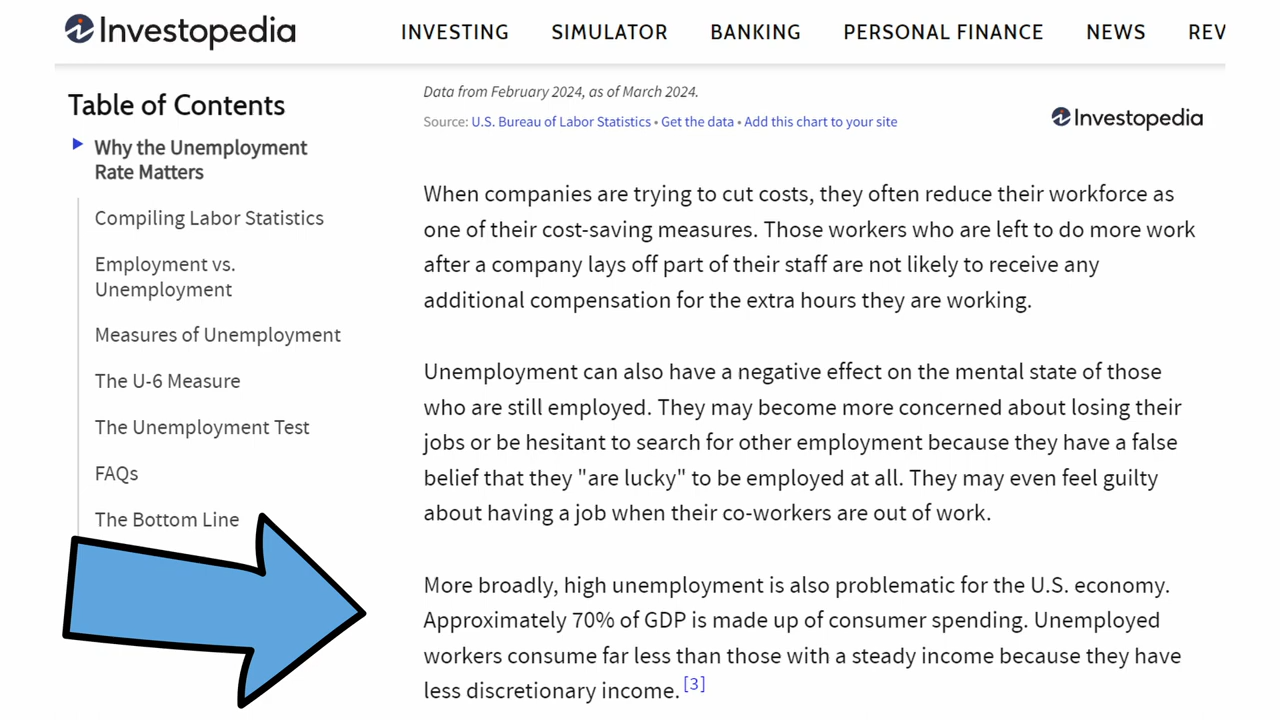 Investopedia
INVESTING
SIMULATOR
BANKING
PERSONAL FINANCE
NEWS
REV
Table of Contents
Why the Unemployment
Rate Matters
Compiling Labor Statistics
Employment vs.
Unemployment
Measures of Unemployment
The U-6 Measure
The Unemployment Test
FAQs
The Bottom Line
Data from February 2024, as of March 2024.
Source: U.S. Bureau of Labor Statistics • Get the data • Add this chart to your site
Investopedia
When companies are trying to cut costs, they often reduce their workforce as
one of their cost-saving measures. Those workers who are left to do more work
after a company lays off part of their staff are not likely to receive any
additional compensation for the extra hours they are working.
Unemployment can also have a negative effect on the mental state of those
who are still employed. They may become more concerned about losing their
jobs or be hesitant to search for other employment because they have a false
belief that they "are lucky" to be employed at all. They may even feel guilty
about having a job when their co-workers are out of work.
More broadly, high unemployment is also problematic for the U.S. economy.
Approximately 70% of GDP is made up of consumer spending. Unemployed
workers consume far less than those with a steady income because they have
less discretionary income. [3]